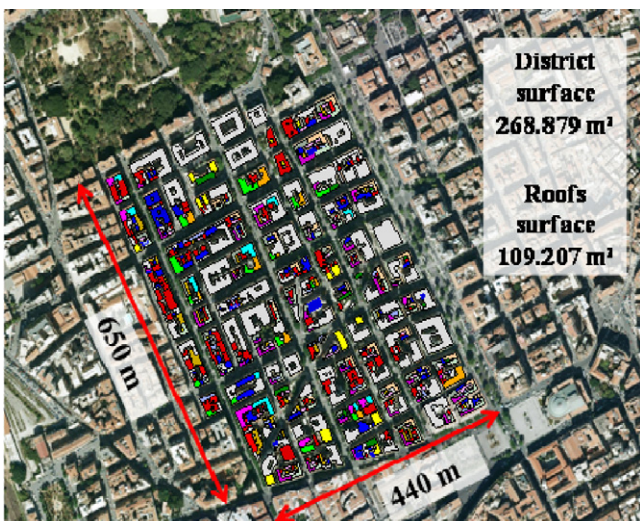 District
surface
268.879 m²
Roofs
surface
109.207 m²
650 m
440 m